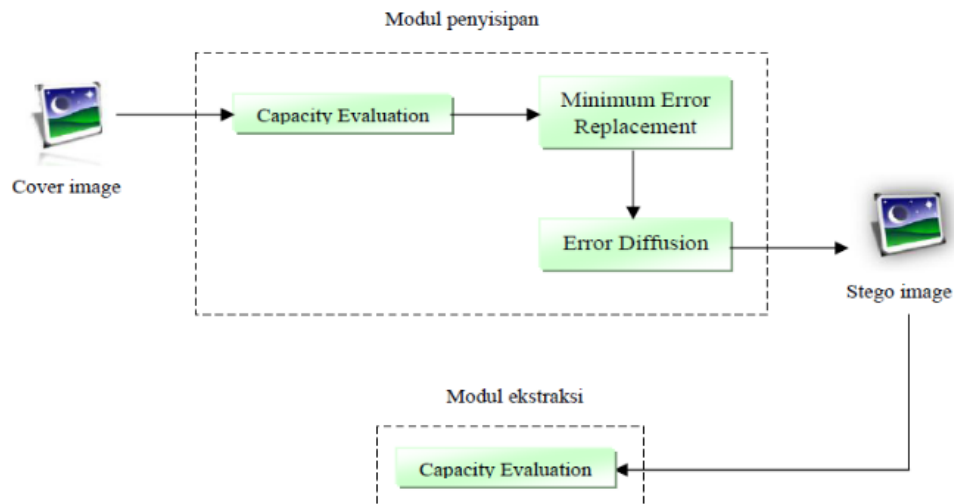 Modul penyisipan
Capacity Evaluation
Minimum Error
Replacement
Cover image
Error Diffusion
Stego image
Modul ekstraksi
Capacity Evaluation